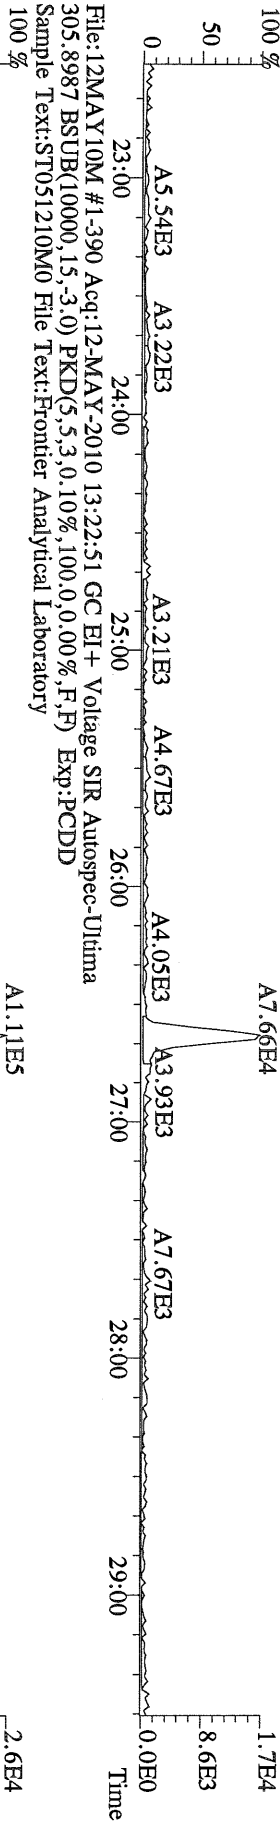 100 %
A7.66E4
1.7E4
50
8.6E3
A5.54E3
A3.22E3
A3.21E3
A4.67E3
A4.05E3
A3.93E3
A7.67E3
0
0.0E0
23:00
24:00
25:00
26:00
27:00
28:00
29:00
Time
File:12MAY10M #1-390 Acq:12-MAY-2010 13:22:51 GC EI+ Voltage SIR Autospec-Ultima
305.8987 BSUB(10000,15,-3.0) PKD(5,5,3,0.10%,100.0,0.00%,F,F) Exp:PCDD
Sample Text:ST051210M0 File Text:Frontier Analytical Laboratory
100 %
A1.11E5
2.6E4